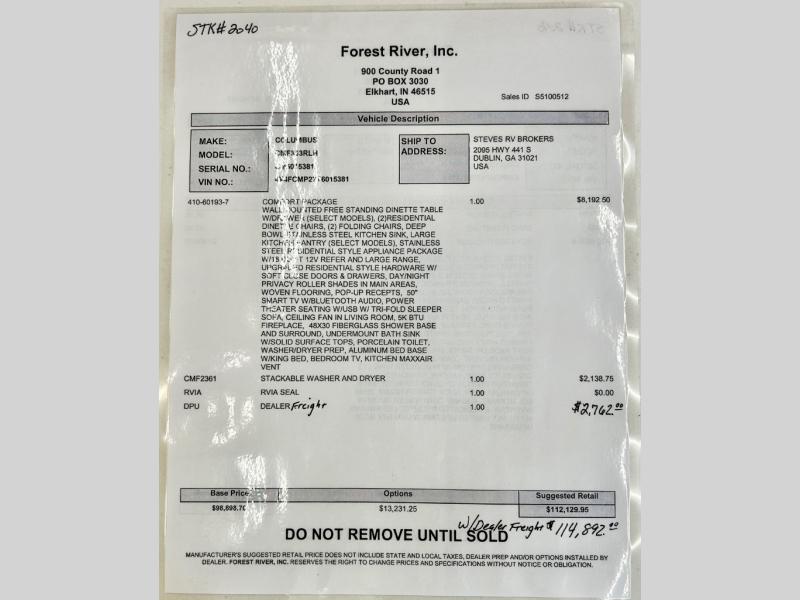 STK# 2040
Forest River, Inc.
900 County Road 1
PO BOX 3030
Elkhart, IN 46515
USA
Sales ID S5100512
Vehicle Description
MAKE: COLUMBUS
MODEL:
SERIAL NO.:
VIN NO.:
SHIP TO ADDRESS:
STEVES RV BROKERS
2095 HWY 441 S
DUBLIN, GA 31021
USA
410-60193-7 COMFORT PACKAGE 1.00 $8,192.50
WALL MOUNTED FREE STANDING DINETTE TABLE
W/DRAWER (SELECT MODELS), (2)RESIDENTIAL
DINETTE CHAIRS, (2) FOLDING CHAIRS, DEEP
BOWL STAINLESS STEEL KITCHEN SINK, LARGE
KITCHEN PANTRY (SELECT MODELS), STAINLESS
STEEL RESIDENTIAL STYLE APPLIANCE PACKAGE
12V REFER AND LARGE RANGE,
UPGRADED RESIDENTIAL STYLE HARDWARE W/
SOFT CLOSE DOORS & DRAWERS, DAY/NIGHT
PRIVACY ROLLER SHADES IN MAIN AREAS,
WOVEN FLOORING, POP-UP RECEPTS, 50"
SMART TV W/BLUETOOTH AUDIO, POWER
THEATER SEATING W/USB W/ TRI-FOLD SLEEPER
SOFA, CEILING FAN IN LIVING ROOM, 5K BTU
FIREPLACE, 48X30 FIBERGLASS SHOWER BASE
AND SURROUND, UNDERMOUNT BATH SINK
W/SOLID SURFACE TOPS, PORCELAIN TOILET,
WASHER/DRYER PREP, ALUMINUM BED BASE
W/KING BED, BEDROOM TV, KITCHEN MAXXAIR
VENT
CMF2361 STACKABLE WASHER AND DRYER 1.00 $2,138.75
RVIA RVIA SEAL 1.00 $0.00
DPU DEALER Freight 1.00 $2,762.00
Base Price Options Suggested Retail
$98,898.70 $13,231.25 $112,129.95
W/Dealer Freight $114,892.00
DO NOT REMOVE UNTIL SOLD
MANUFACTURER'S SUGGESTED RETAIL PRICE DOES NOT INCLUDE STATE AND LOCAL TAXES, DEALER PREP AND/OR OPTIONS INSTALLED BY
DEALER. FOREST RIVER, INC. RESERVES THE RIGHT TO CHANGE PRICES AND SPECIFICATIONS WITHOUT NOTICE OR OBLIGATION.